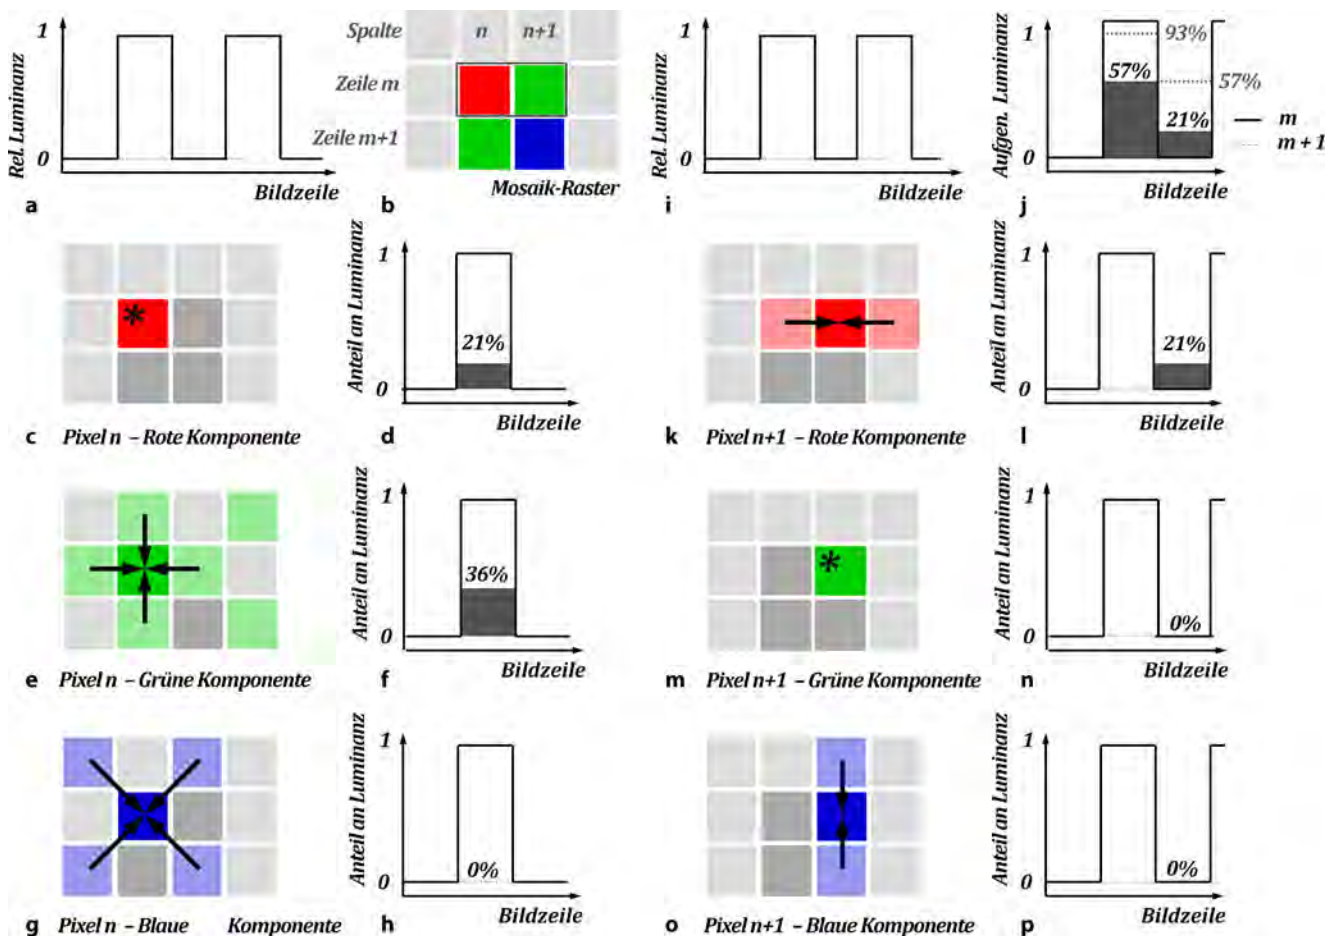 Rel. Luminanz
1
0
Bildzeile
a
Spalte n n+1
Zeile m
Zeile m+1
Mosaik-Raster
b
Rel. Luminanz
1
0
Bildzeile
i
Aufgen. Luminanz
1
0
93%
57%
57%
21%
m
m+1
Bildzeile
j
*
c Pixel n – Rote Komponente
Anteil an Luminanz
1
0
21%
Bildzeile
d
k Pixel n+1 – Rote Komponente
Anteil an Luminanz
1
0
21%
Bildzeile
l
e Pixel n – Grüne Komponente
Anteil an Luminanz
1
0
36%
Bildzeile
f
*
m Pixel n+1 – Grüne Komponente
Anteil an Luminanz
1
0
0%
Bildzeile
n
g Pixel n – Blaue Komponente
Anteil an Luminanz
1
0
0%
Bildzeile
h
o Pixel n+1 – Blaue Komponente
Anteil an Luminanz
1
0
0%
Bildzeile
p